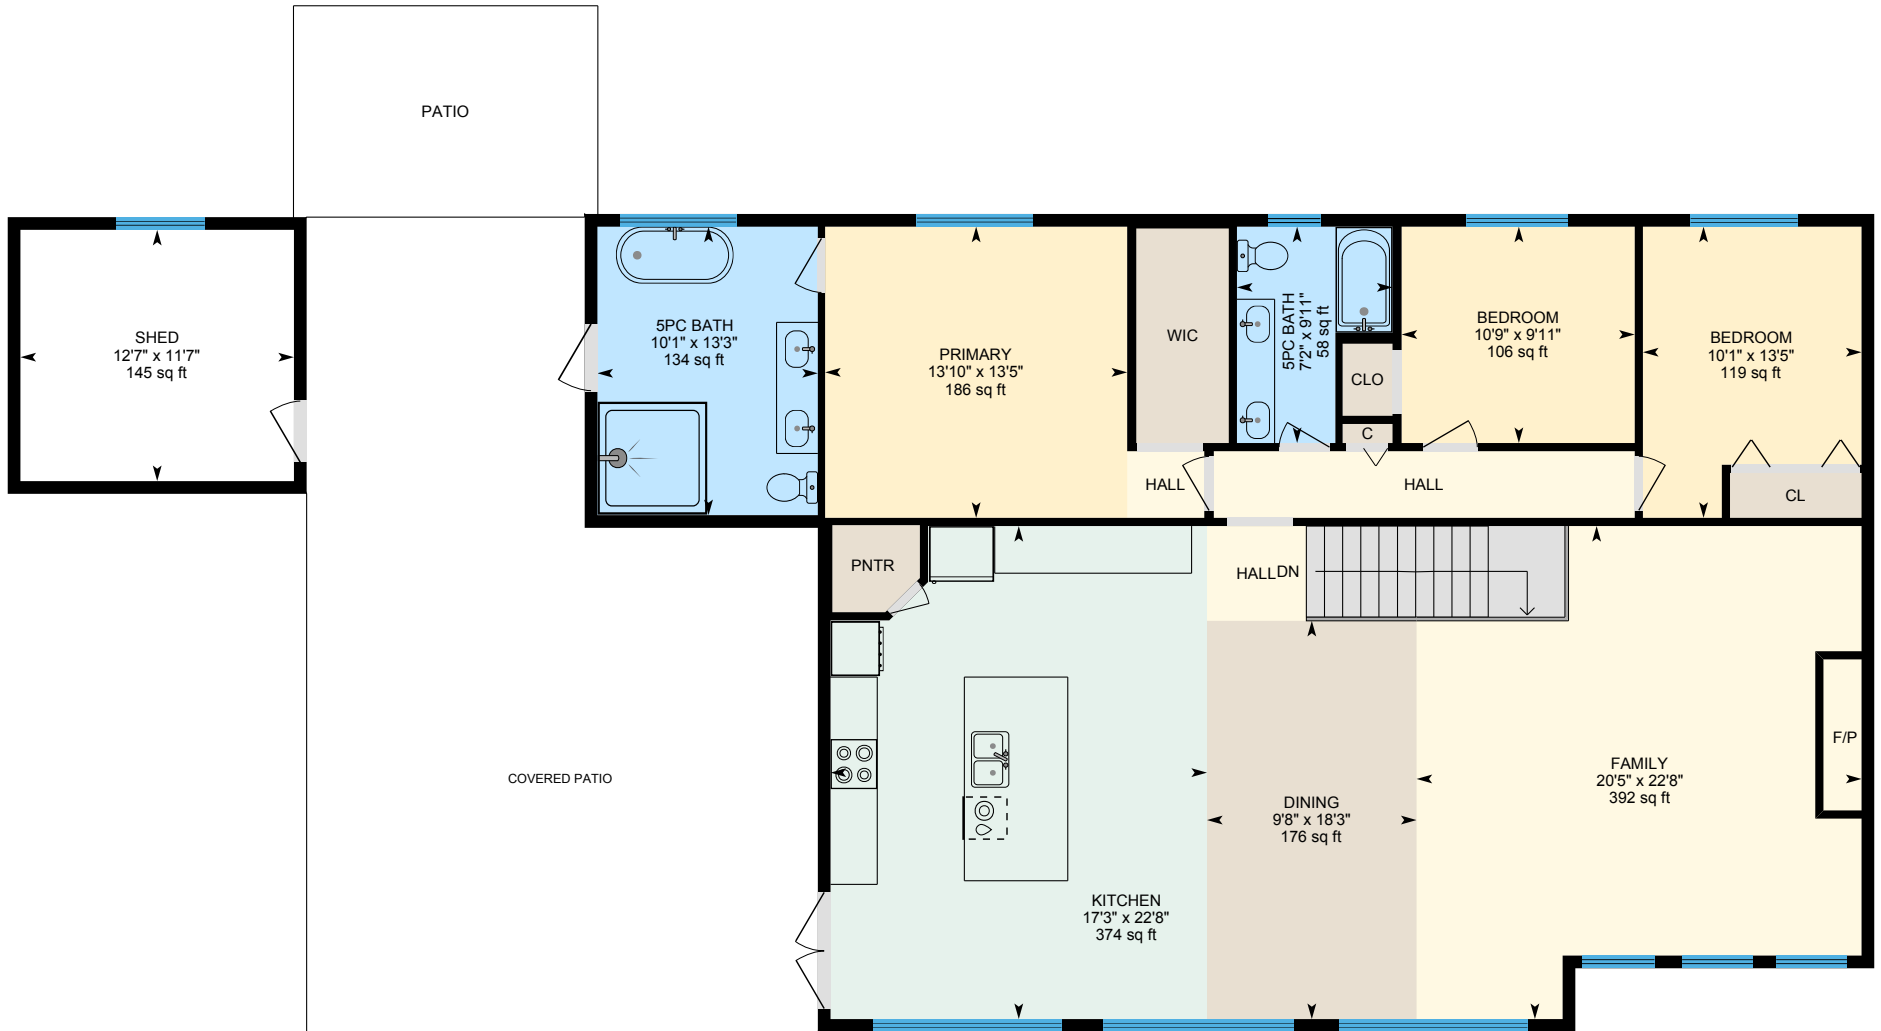 PATIO
SHED
12'7" x 11'7"
145 sq ft
5PC BATH
10'1" x 13'3"
134 sq ft
PRIMARY
13'10" x 13'5"
186 sq ft
WIC
5PC BATH
7'2" x 9'11"
58 sq ft
CLO
C
BEDROOM
10'9" x 9'11"
106 sq ft
BEDROOM
10'1" x 13'5"
119 sq ft
CL
HALL
HALL
PNTR
HALL
DN
COVERED PATIO
KITCHEN
17'3" x 22'8"
374 sq ft
DINING
9'8" x 18'3"
176 sq ft
FAMILY
20'5" x 22'8"
392 sq ft
F/P